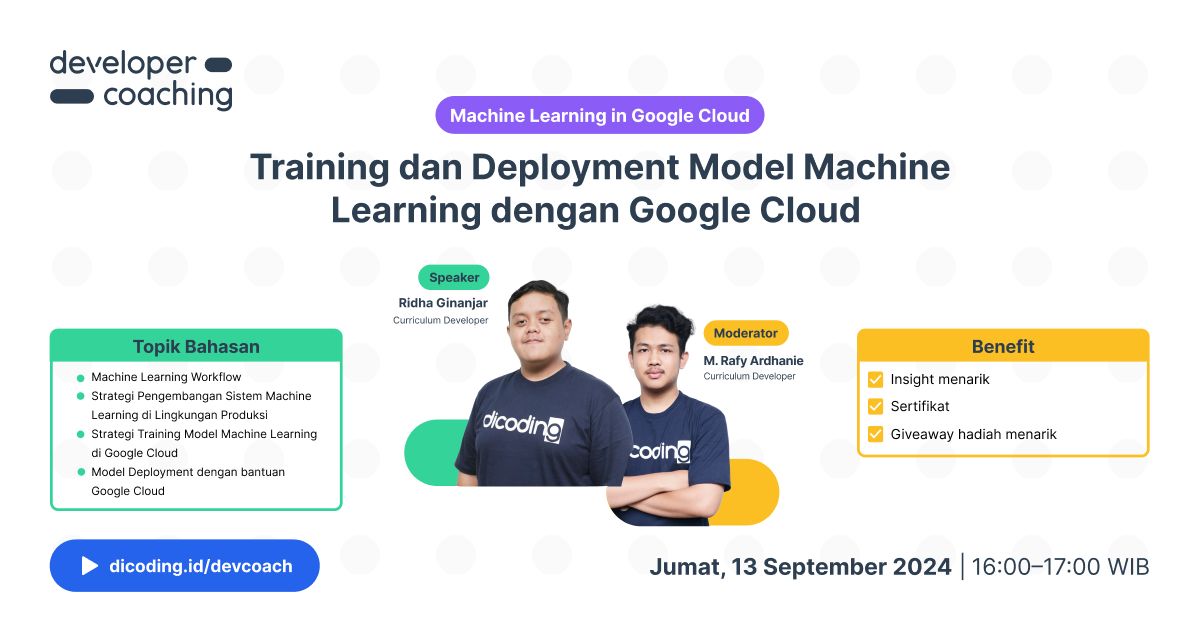 developer
coaching
Machine Learning in Google Cloud
Training dan Deployment Model Machine
Learning dengan Google Cloud
Speaker
Ridha Ginanjar
Curriculum Developer
Moderator
M. Rafy Ardhanie
Curriculum Developer
dicoding
dicoding
Topik Bahasan
Machine Learning Workflow
Strategi Pengembangan Sistem Machine
Learning di Lingkungan Produksi
Strategi Training Model Machine Learning
di Google Cloud
Model Deployment dengan bantuan
Google Cloud
Benefit
Insight menarik
Sertifikat
Giveaway hadiah menarik
dicoding.id/devcoach
Jumat, 13 September 2024 | 16:00–17:00 WIB